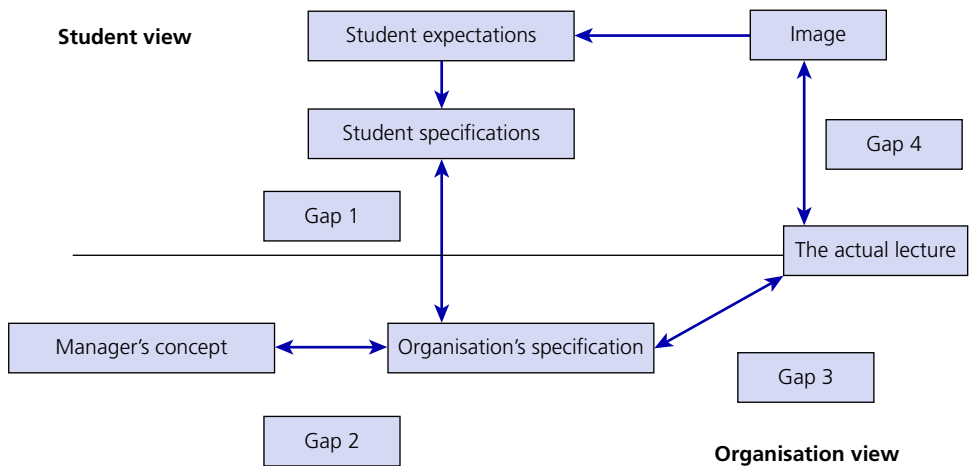 Student view
Student expectations
Image
Student specifications
Gap 4
Gap 1
The actual lecture
Manager's concept
Organisation's specification
Gap 3
Gap 2
Organisation view